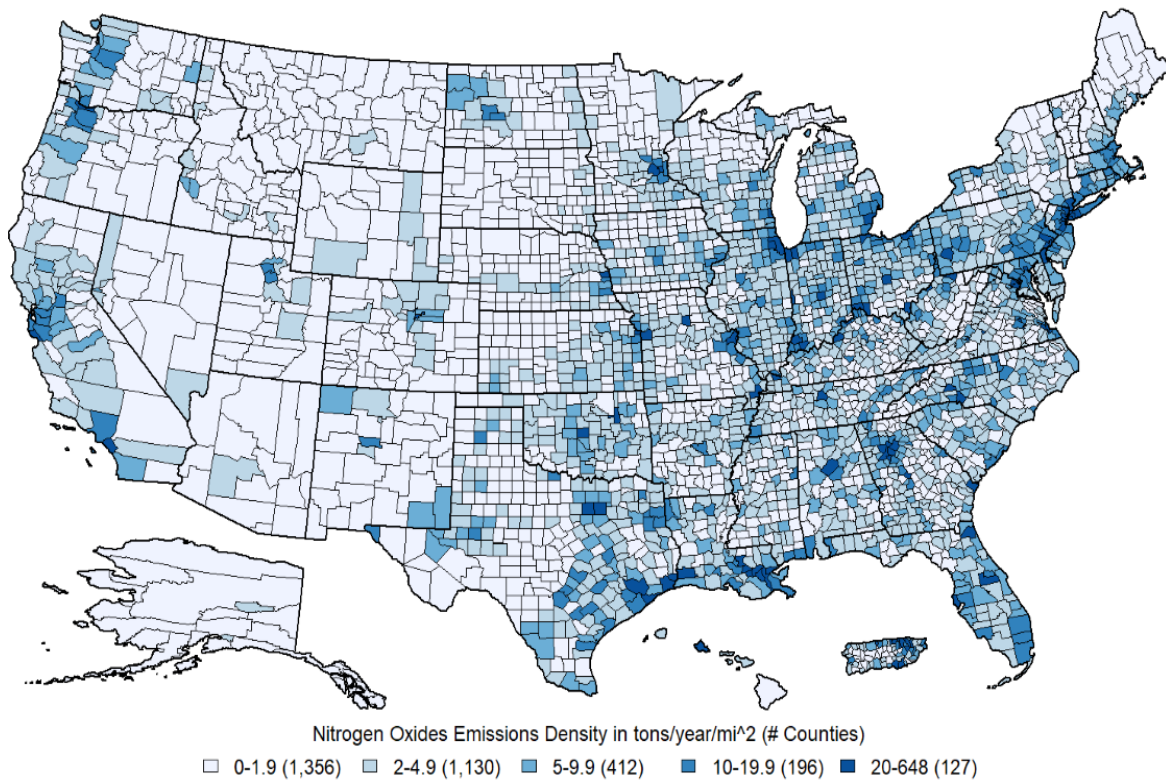 Nitrogen Oxides Emissions Density in tons/year/mi^2 (# Counties)
0-1.9 (1,356) 2-4.9 (1,130) 5-9.9 (412) 10-19.9 (196) 20-648 (127)